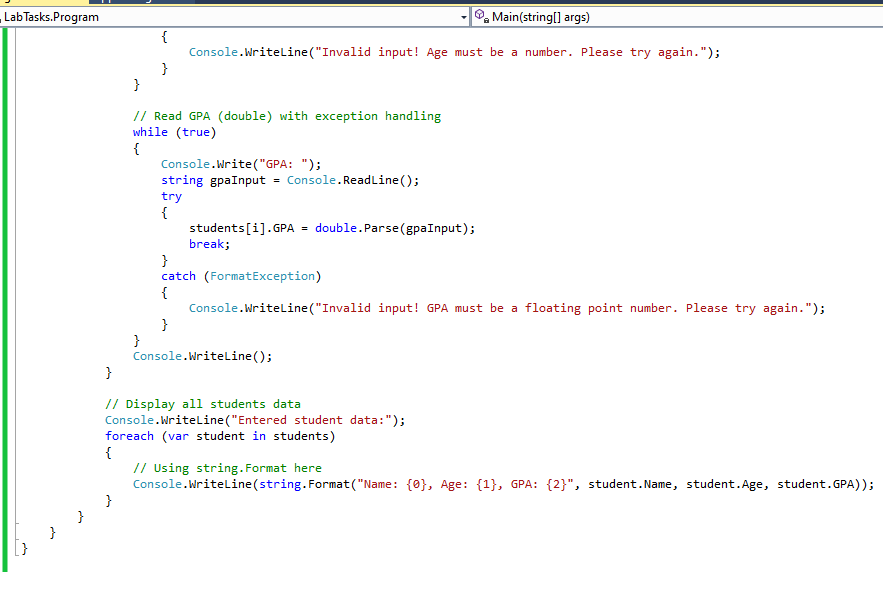 LabTasks.Program Main(string[] args)
{
Console.WriteLine("Invalid input! Age must be a number. Please try again.");
}
}
// Read GPA (double) with exception handling
while (true)
{
Console.Write("GPA: ");
string gpaInput = Console.ReadLine();
try
{
students[i].GPA = double.Parse(gpaInput);
break;
}
catch (FormatException)
{
Console.WriteLine("Invalid input! GPA must be a floating point number. Please try again.");
}
}
Console.WriteLine();
}
// Display all students data
Console.WriteLine("Entered student data:");
foreach (var student in students)
{
// Using string.Format here
Console.WriteLine(string.Format("Name: {0}, Age: {1}, GPA: {2}", student.Name, student.Age, student.GPA));
}
}
}
}